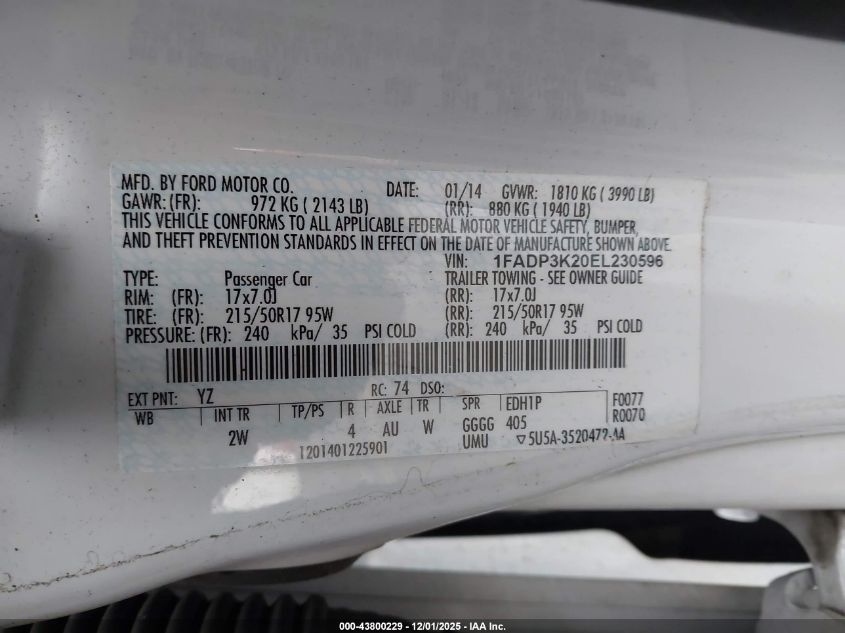 MFD. BY FORD MOTOR CO. DATE: 01/14 GVWR: 1810 KG ( 3990 LB)
GAWR: (FR): 972 KG ( 2143 LB) (RR): 880 KG ( 1940 LB)
THIS VEHICLE CONFORMS TO ALL APPLICABLE FEDERAL MOTOR VEHICLE SAFETY, BUMPER,
AND THEFT PREVENTION STANDARDS IN EFFECT ON THE DATE OF MANUFACTURE SHOWN ABOVE.
VIN: 1FADP3K20EL230596
TYPE: Passenger Car TRAILER TOWING - SEE OWNER GUIDE
RIM: (FR): 17x7.0J (RR): 17x7.0J
TIRE: (FR): 215/50R17 95W (RR): 215/50R17 95W
PRESSURE: (FR): 240 kPa/ 35 PSI COLD (RR): 240 kPa/ 35 PSI COLD
EXT PNT: YZ RC: 74 DSO:
WB INT TR TP/PS R AXLE TR SPR EDH1P F0077
2W 4 AU W GGGG 405 R0070
1201401225901 UMU ▽5U5A-3520472-AA
000-43800229 - 12/01/2025 - IAA Inc.